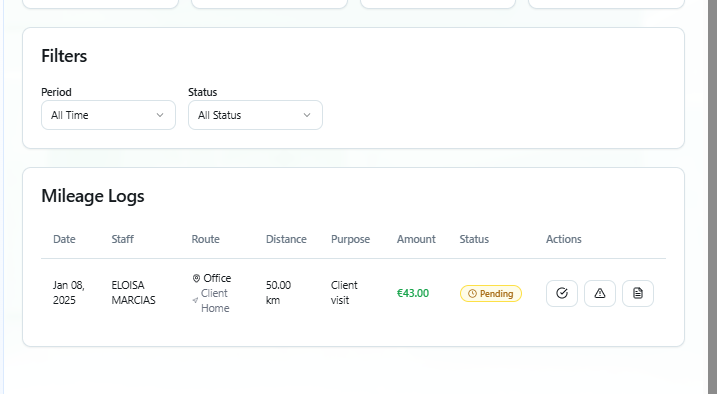 Filters
Period
Status
All Time
All Status
Mileage Logs
Date Staff Route Distance Purpose Amount Status Actions
Jan 08, 2025
ELOISA MARCIAS
Office
Client Home
50.00 km
Client visit
€43.00
Pending